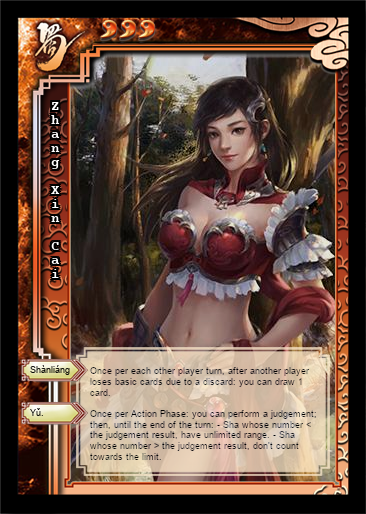 蜀
Zhang Xin Cai
Shànliáng
Once per each other player turn, after another player
loses basic cards due to a discard: you can draw 1
card.
Yǔ.
Once per Action Phase: you can perform a judgement;
then, until the end of the turn: - Sha whose number <
the judgement result, have unlimited range. - Sha
whose number > the judgement result, don't count
towards the limit.